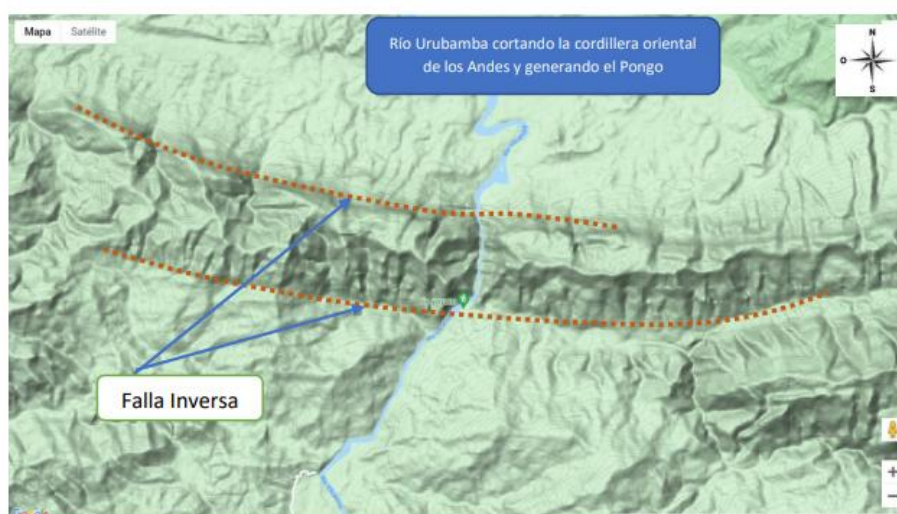 Mapa Satélite
Río Urubamba cortando la cordillera oriental
de los Andes y generando el Pongo
N
O
S
Falla Inversa
+
−